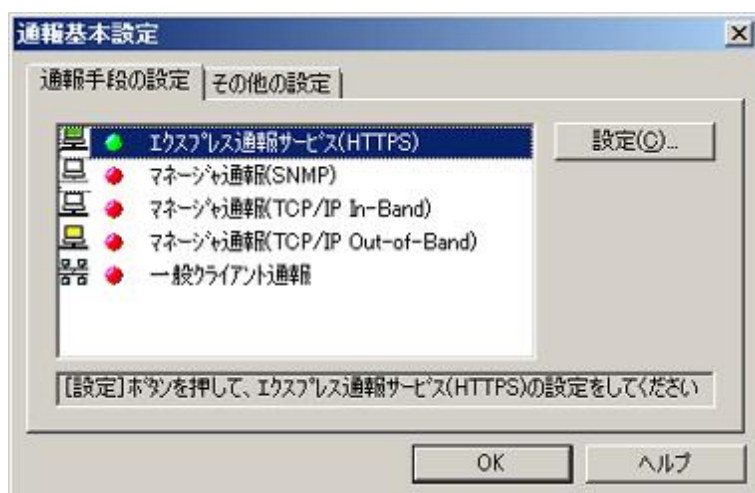 通報基本設定
通報手段の設定 その他の設定
エクスプレス通報サービス(HTTPS)
設定(C)...
マネージャ通報(SNMP)
マネージャ通報(TCP/IP In-Band)
マネージャ通報(TCP/IP Out-of-Band)
一般クライアント通報
[設定]ボタンを押して、エクスプレス通報サービス(HTTPS)の設定をしてください
OK ヘルプ